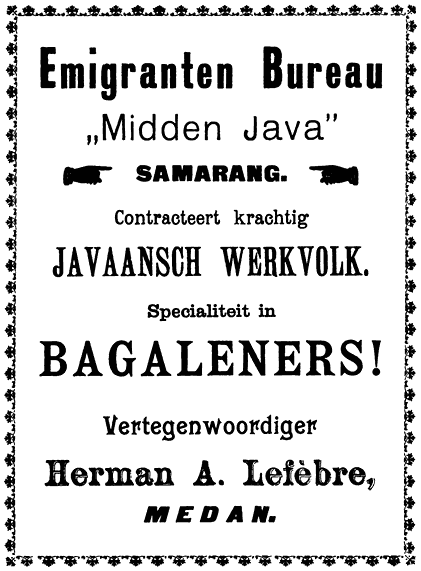 Emigranten Bureau
„Midden Java”
SAMARANG.
Contracteert krachtig
JAVAANSCH WERKVOLK.
Specialiteit in
BAGALENERS!
Vertegenwoordiger
Herman A. Lefèbre,
MEDAN.